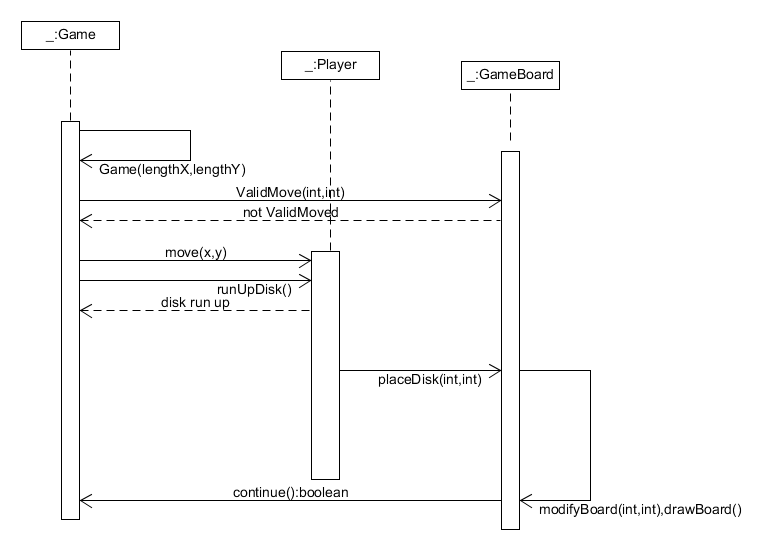 _:Game
_:Player
_:GameBoard
Game(lengthX,lengthY)
ValidMove(int,int)
not ValidMoved
move(x,y)
runUpDisk()
disk run up
placeDisk(int,int)
continue():boolean
modifyBoard(int,int),drawBoard()